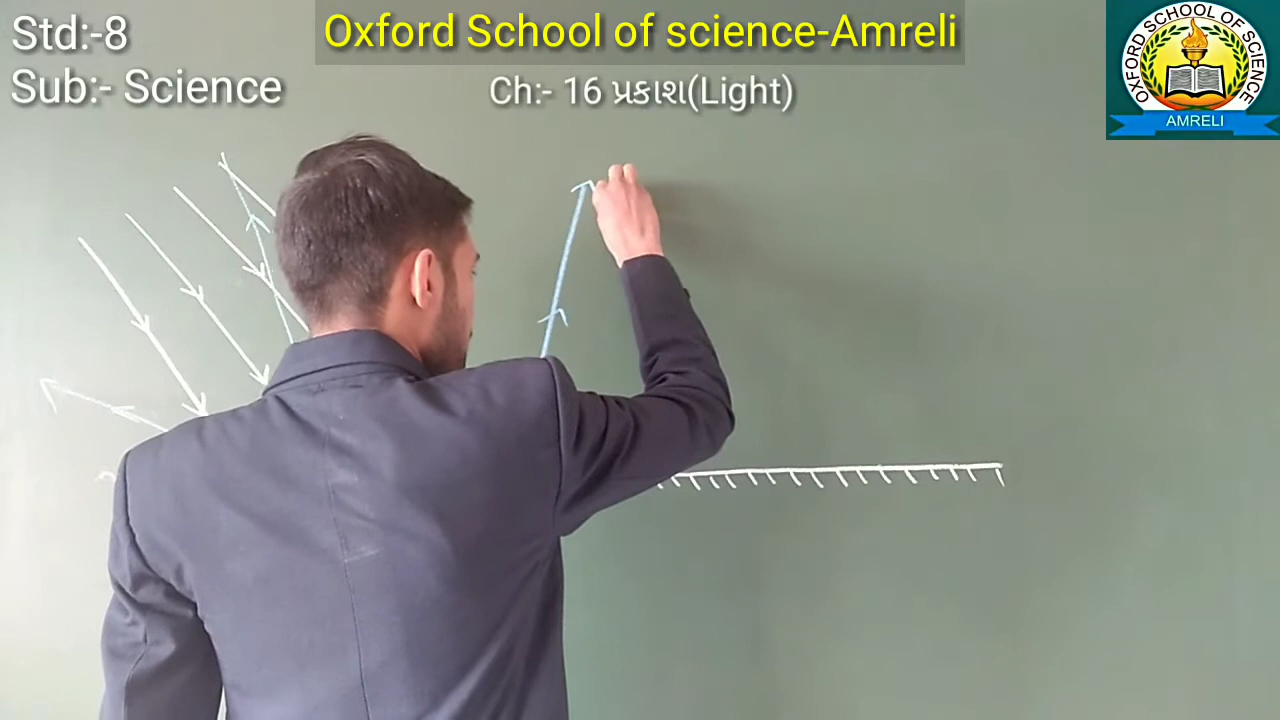 Std:-8
Oxford School of science-Amreli
Sub:- Science
Ch:- 16 પ્રકાશ(Light)
OXFORD SCHOOL OF SCIENCE
AMRELI